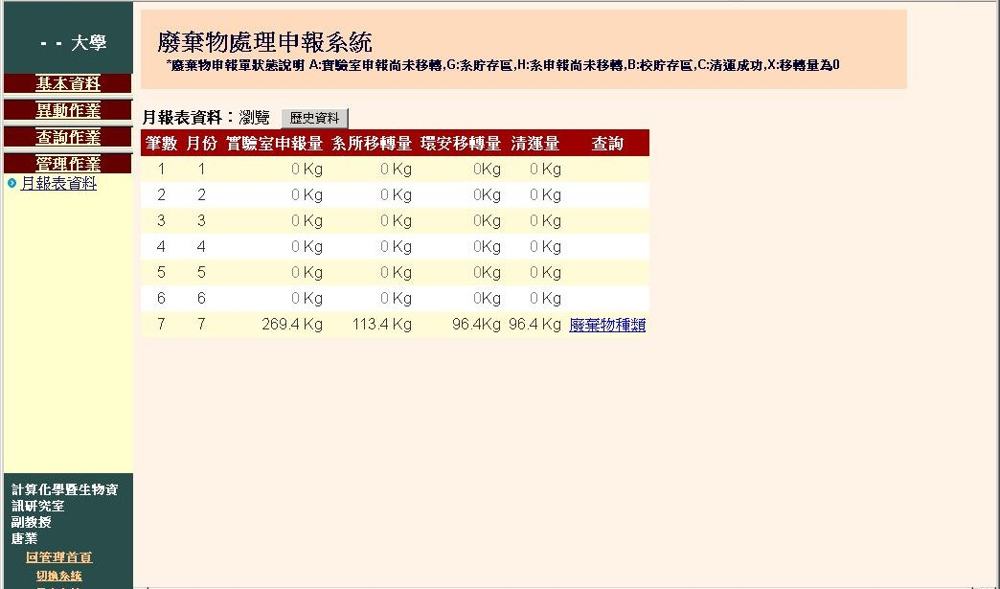 - - 大學
基本資料
異動作業
查詢作業
管理作業
月報表資料
廢棄物處理申報系統
*廢棄物申報單狀態說明 A:實驗室申報尚未移轉,G:系貯存區,H:系申報尚未移轉,B:校貯存區,C:清運成功,X:移轉量為0
月報表資料：瀏覽 歷史資料
筆數 月份 實驗室申報量 系所移轉量 環安移轉量 清運量 查詢
1 1 0 Kg 0 Kg 0Kg 0 Kg
2 2 0 Kg 0 Kg 0Kg 0 Kg
3 3 0 Kg 0 Kg 0Kg 0 Kg
4 4 0 Kg 0 Kg 0Kg 0 Kg
5 5 0 Kg 0 Kg 0Kg 0 Kg
6 6 0 Kg 0 Kg 0Kg 0 Kg
7 7 269.4 Kg 113.4 Kg 96.4Kg 96.4 Kg 廢棄物種類
計算化學暨生物資
訊研究室
副教授
唐業
回管理首頁
切換系統